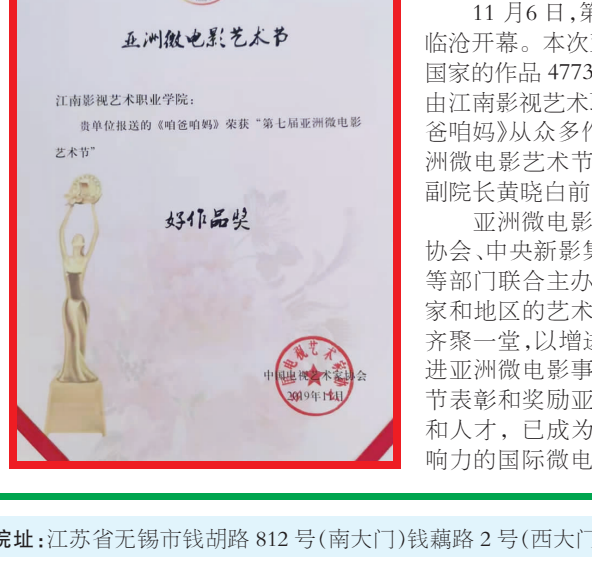 亚洲微电影艺术节
江南影视艺术职业学院：
贵单位报送的《咱爸咱妈》荣获“第七届亚洲微电影
艺术节”
好作品奖
中国电视艺术家协会
2019年11月
11 月6 日，第
临沧开幕。本次
国家的作品 4773
由江南影视艺术
爸咱妈》从众多作
洲微电影艺术节
副院长黄晓白前
亚洲微电影
协会、中央新影集
等部门联合主办
家和地区的艺术
齐聚一堂，以增进
进亚洲微电影事
节表彰和奖励亚
和人才，已成为
响力的国际微电
院址：江苏省无锡市钱胡路 812 号（南大门）钱藕路 2 号（西大门